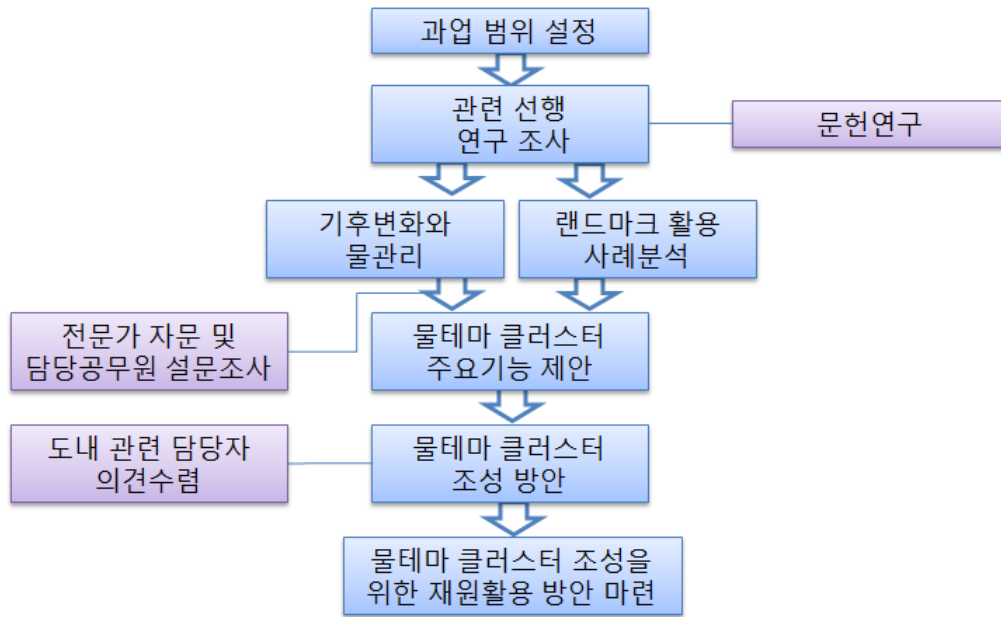 과업 범위 설정
관련 선행
연구 조사
문헌연구
기후변화와
물관리
랜드마크 활용
사례분석
전문가 자문 및
담당공무원 설문조사
물테마 클러스터
주요기능 제안
도내 관련 담당자
의견수렴
물테마 클러스터
조성 방안
물테마 클러스터 조성을
위한 재원활용 방안 마련